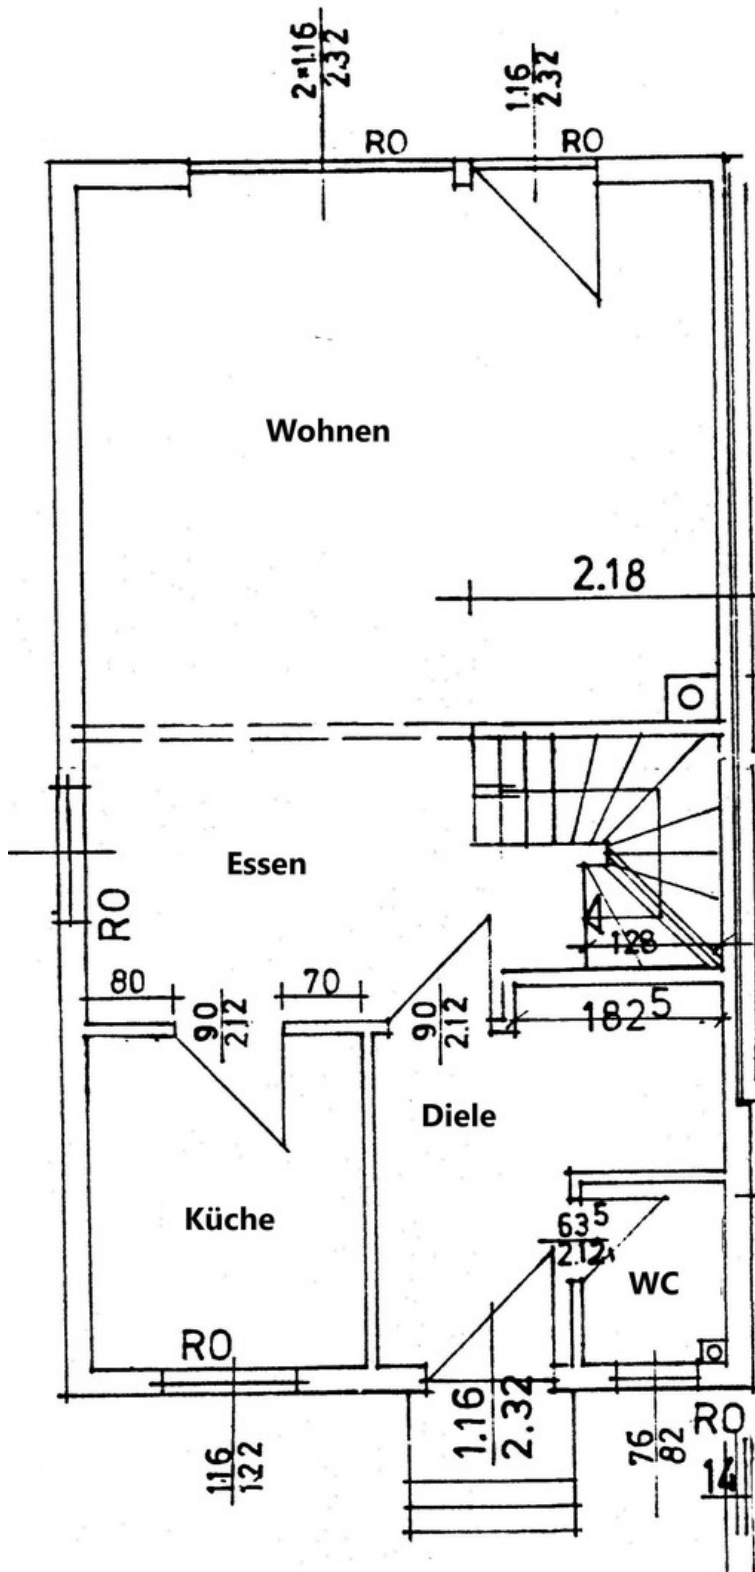 2×1.16
2.32
1.16
2.32
RO
RO
Wohnen
2.18
Essen
RO
128
80
90
2.12
70
90
2.12
182⁵
Diele
Küche
63⁵
2.12
WC
RO
1.16
1.22
1.16
2.32
76
82
RO
14